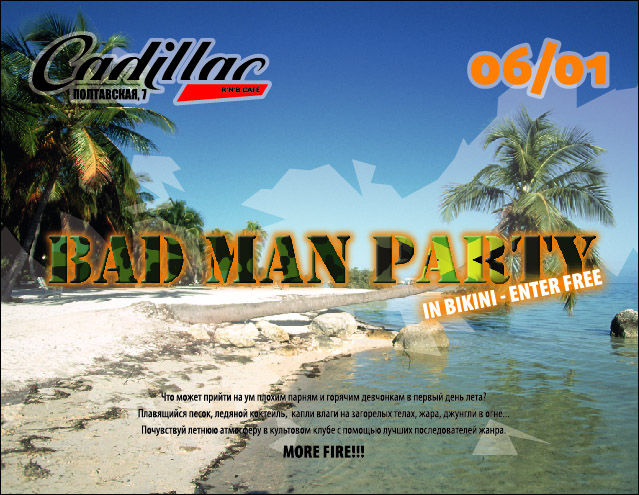 Cadillac
R'N'B CAFE
ПОЛТАВСКАЯ, 7
06/01
BAD MAN PARTY
IN BIKINI - ENTER FREE
Что может прийти на ум плохим парням и горячим девчонкам в первый день лета?
Плавящийся песок, ледяной коктейль, капли влаги на загорелых телах, жара, джунгли в огне...
Почувствуй летнюю атмосферу в культовом клубе с помощью лучших последователей жанра.
MORE FIRE!!!